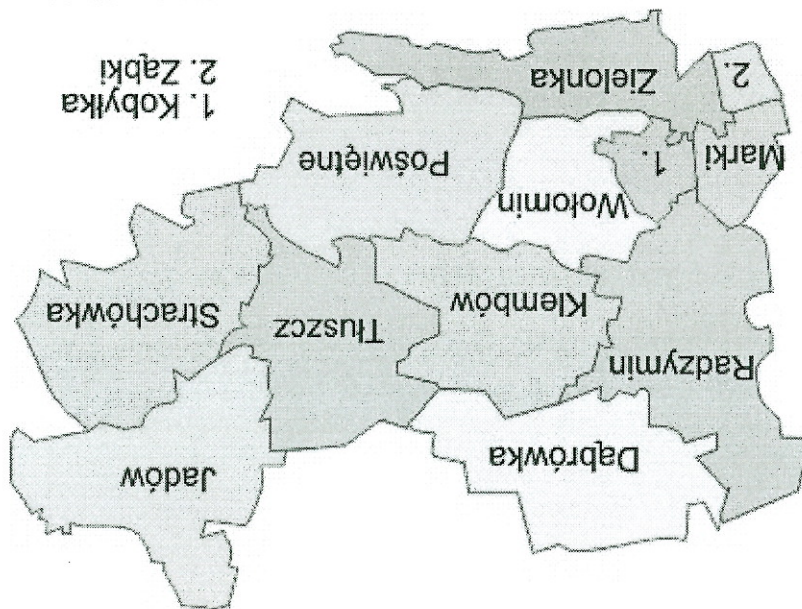 Jadów
Dąbrówka
Radzymin
Tłuszcz
Strachówka
Klembów
Wołomin
Marki
1.
Poświętne
1. Kobyłka
2. Ząbki
2.
Zielonka